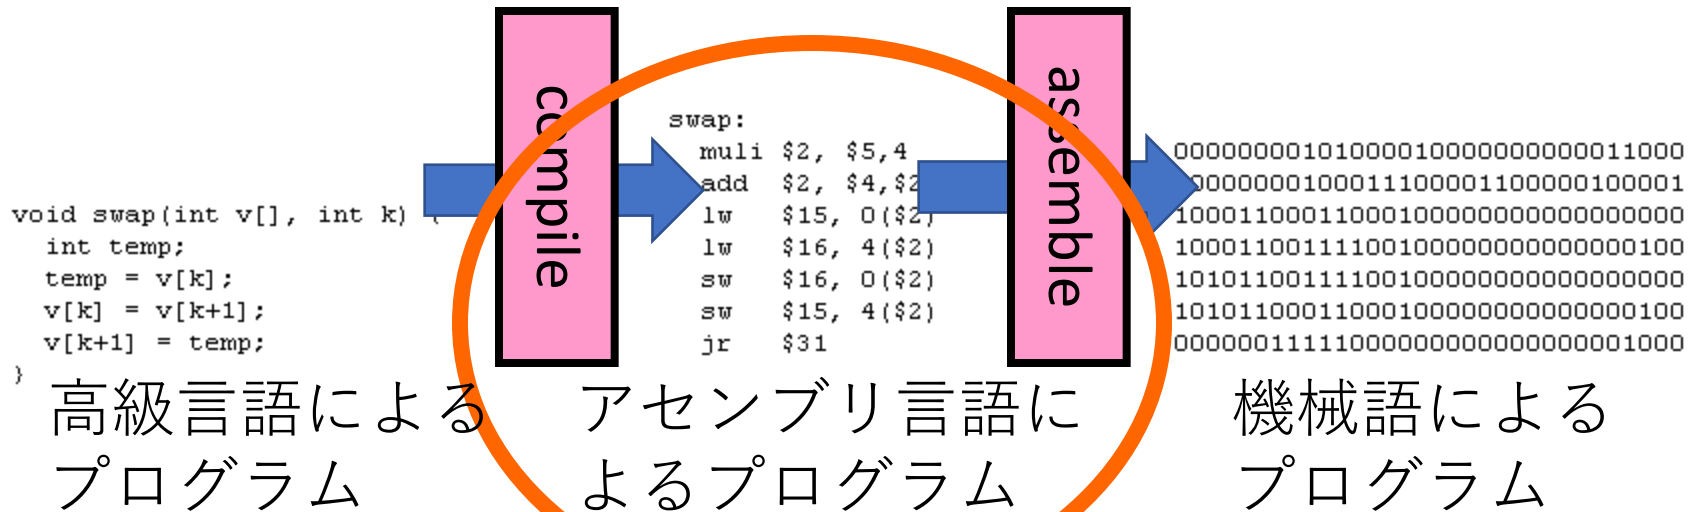 compile
assemble
void swap(int v[], int k) {
int temp;
temp = v[k];
v[k] = v[k+1];
v[k+1] = temp;
}
高級言語による
プログラム
swap:
muli $2, $5,4
add $2, $4,$2
lw $15, 0($2)
lw $16, 4($2)
sw $16, 0($2)
sw $15, 4($2)
jr $31
アセンブリ言語に
よるプログラム
00000000101000010000000000011000
00000000100011100001100000100001
10001100011000100000000000000000
10001100111100100000000000000100
10101100111100100000000000000000
10101100011000100000000000000100
00000011111000000000000000001000
機械語による
プログラム